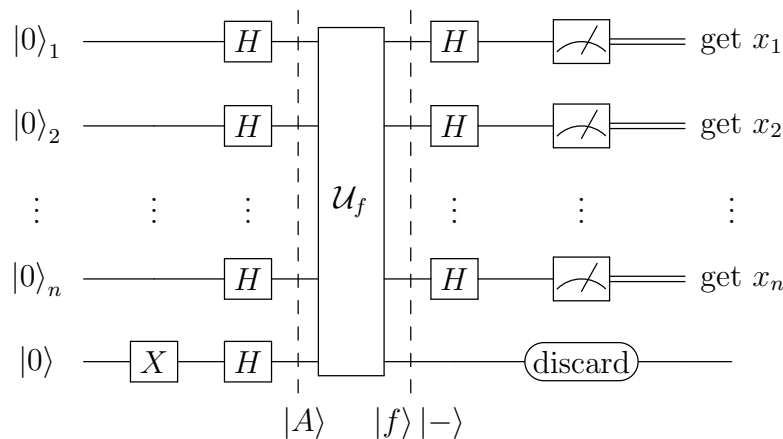 |0⟩₁ H H get x₁
|0⟩₂ H H get x₂
⋮ ⋮ ⋮ 𝒰_f ⋮ ⋮ ⋮
|0⟩ₙ H H get xₙ
|0⟩ X H discard
|A⟩ |f⟩ |−⟩